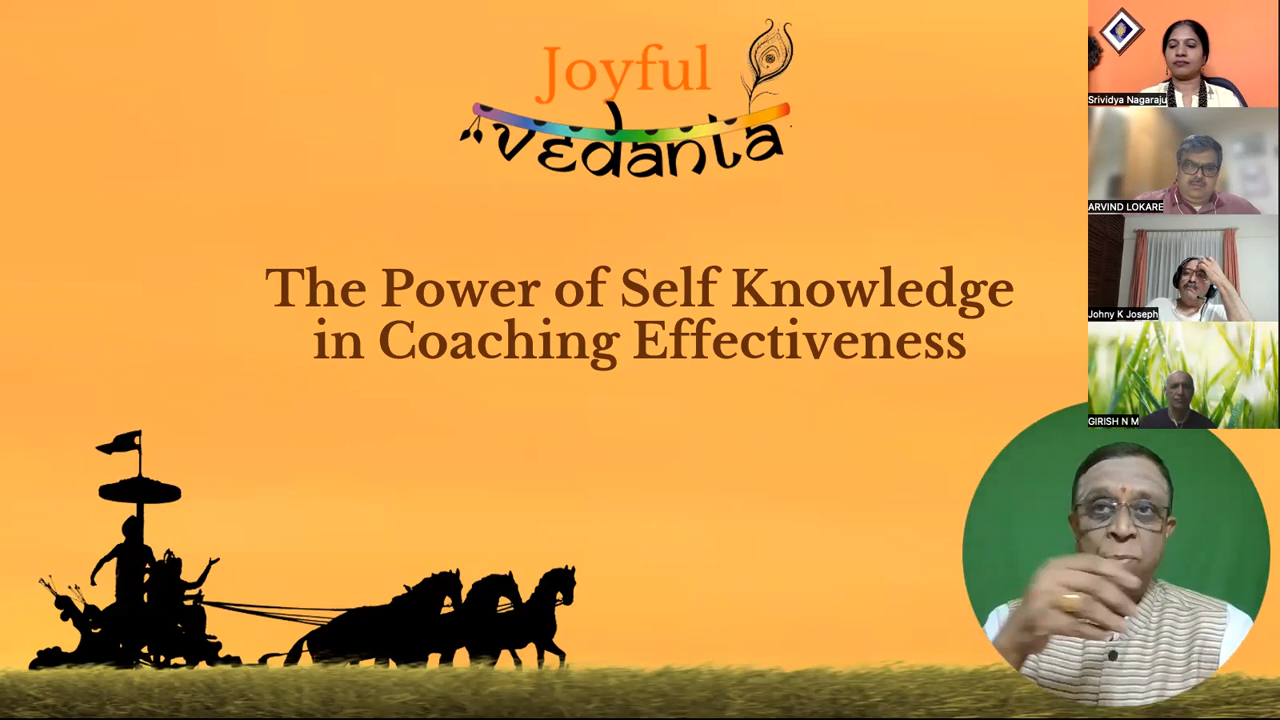 Joyful
vedanta
The Power of Self Knowledge
in Coaching Effectiveness
Srividya Nagaraju
ARVIND LOKARE
Johny K Joseph
GIRISH N M